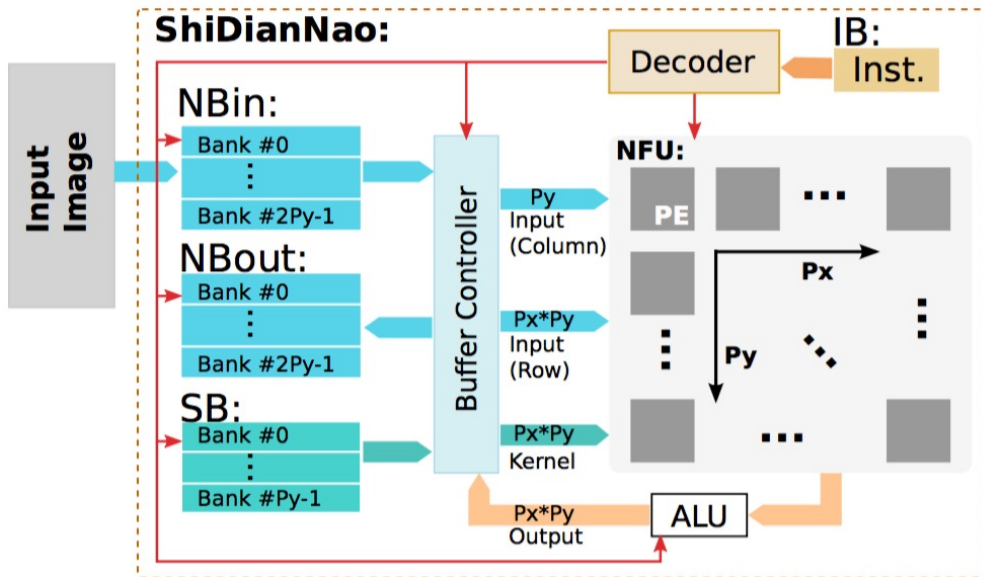 ShiDianNao:
IB:
Decoder
Inst.
Input
Image
NBin:
Bank #0
⋮
Bank #2Py-1
NBout:
Bank #0
⋮
Bank #2Py-1
SB:
Bank #0
⋮
Bank #Py-1
Buffer Controller
Py
Input
(Column)
Px*Py
Input
(Row)
Px*Py
Kernel
Px*Py
Output
NFU:
PE
...
Px
Py
⋮
⋮
⋱
...
ALU